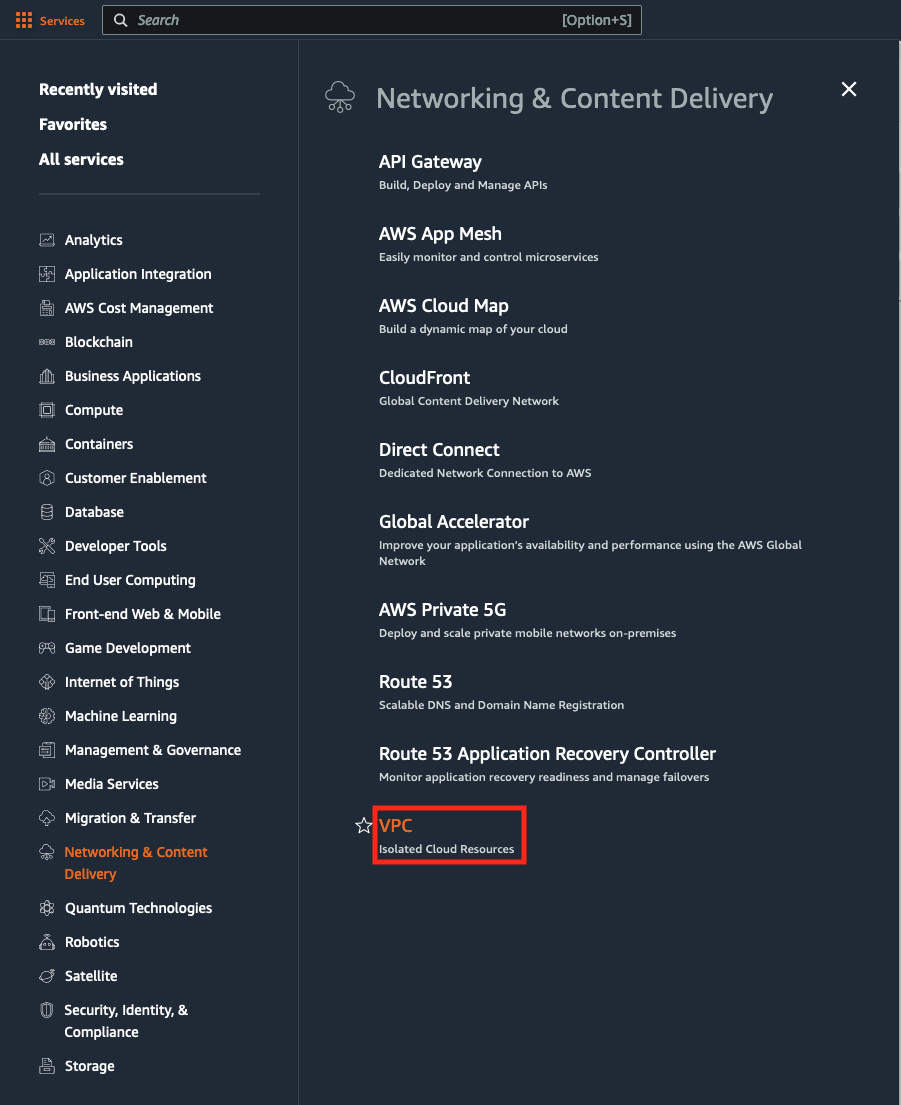 Services
Search
[Option+S]
Recently visited
Favorites
All services
Analytics
Application Integration
AWS Cost Management
Blockchain
Business Applications
Compute
Containers
Customer Enablement
Database
Developer Tools
End User Computing
Front-end Web & Mobile
Game Development
Internet of Things
Machine Learning
Management & Governance
Media Services
Migration & Transfer
Networking & Content
Delivery
Quantum Technologies
Robotics
Satellite
Security, Identity, &
Compliance
Storage
Networking & Content Delivery
API Gateway
Build, Deploy and Manage APIs
AWS App Mesh
Easily monitor and control microservices
AWS Cloud Map
Build a dynamic map of your cloud
CloudFront
Global Content Delivery Network
Direct Connect
Dedicated Network Connection to AWS
Global Accelerator
Improve your application's availability and performance using the AWS Global
Network
AWS Private 5G
Deploy and scale private mobile networks on-premises
Route 53
Scalable DNS and Domain Name Registration
Route 53 Application Recovery Controller
Monitor application recovery readiness and manage failovers
VPC
Isolated Cloud Resources